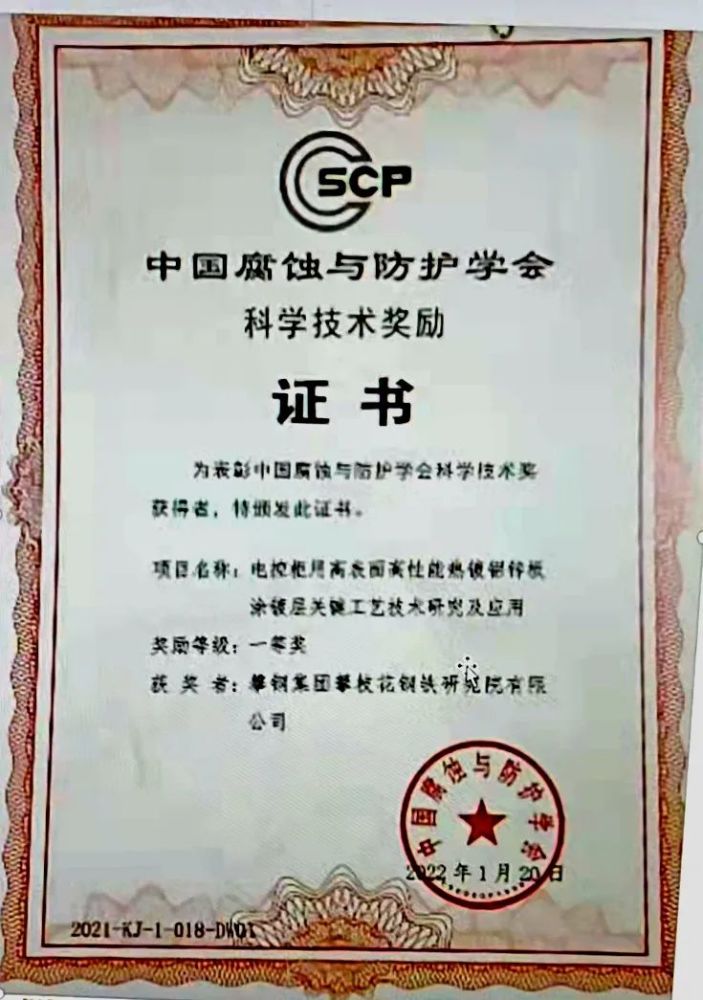 CSCP
中国腐蚀与防护学会
科学技术奖励
证书
为表彰中国腐蚀与防护学会科学技术奖
获得者，特颁发此证书。
项目名称：电控柜用高表面高性能热镀铝锌板
涂镀层关键工艺技术研究及应用
奖励等级：一等奖
获奖者：攀钢集团攀枝花钢铁研究院有限
公司
中国腐蚀与防护学会
2022年1月20日
2021-KJ-1-018-DW01